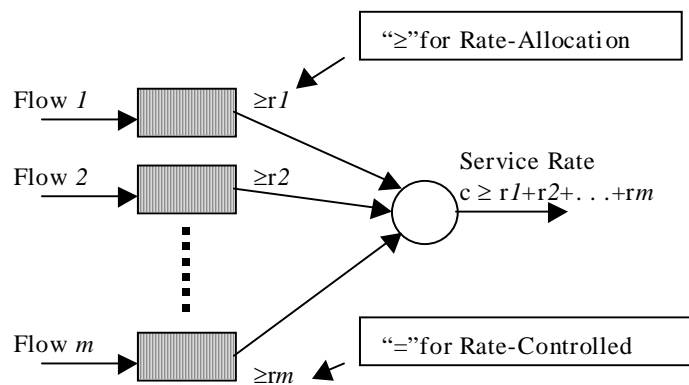 “≥”for Rate-Allocation
Flow 1
≥r1
Flow 2
≥r2
Service Rate
c ≥ r1+r2+. . .+rm
Flow m
≥rm
“=”for Rate-Controlled